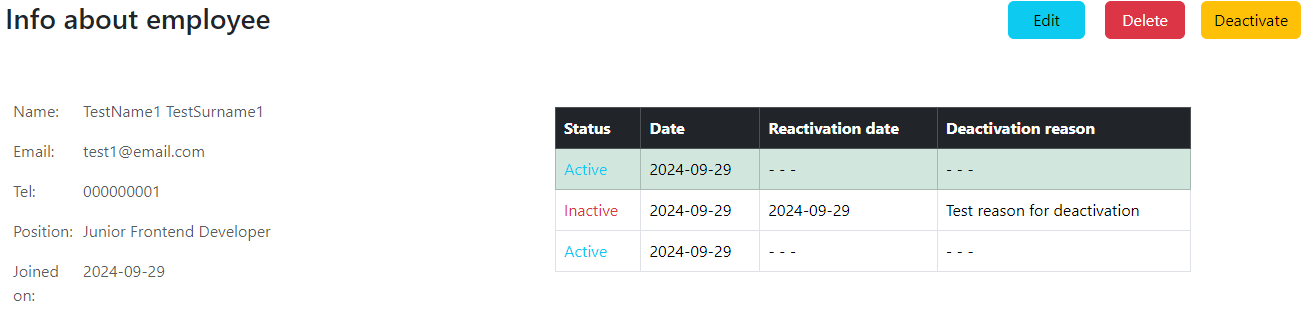 Info about employee
Edit
Delete
Deactivate
Name: TestName1 TestSurname1
Email: test1@email.com
Tel: 000000001
Position: Junior Frontend Developer
Joined on: 2024-09-29
Status Date Reactivation date Deactivation reason
Active 2024-09-29 - - - - - -
Inactive 2024-09-29 2024-09-29 Test reason for deactivation
Active 2024-09-29 - - - - - -